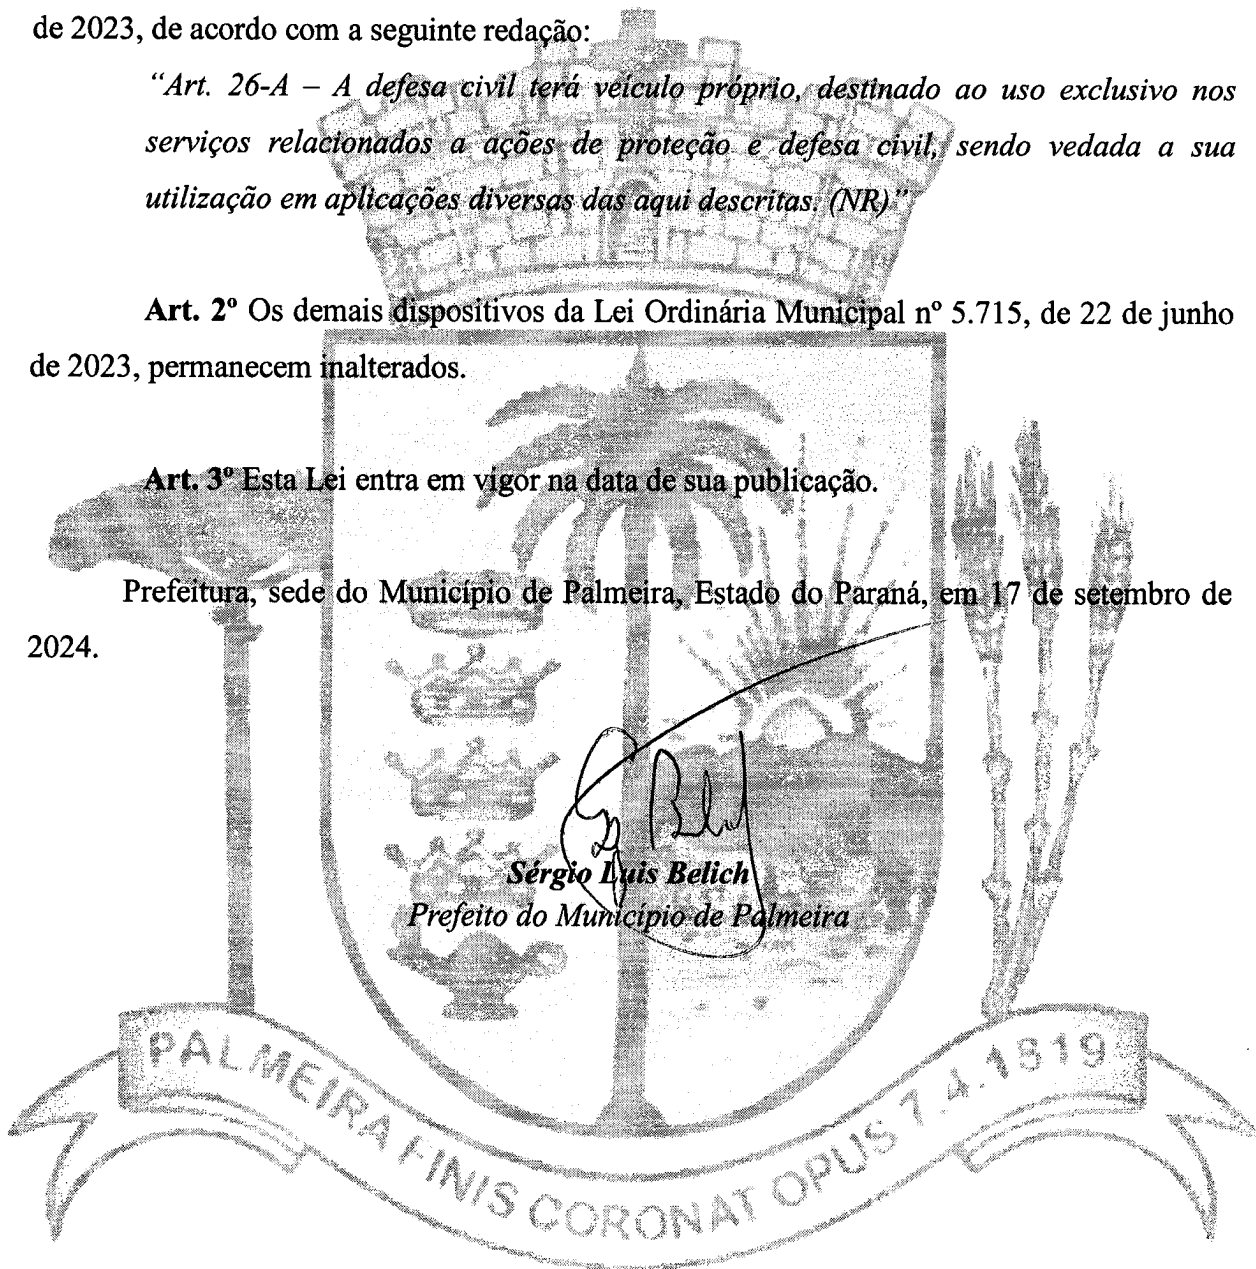 de 2023, de acordo com a seguinte redação:
“Art. 26-A – A defesa civil terá veículo próprio, destinado ao uso exclusivo nos
serviços relacionados a ações de proteção e defesa civil, sendo vedada a sua
utilização em aplicações diversas das aqui descritas. (NR)”
Art. 2º Os demais dispositivos da Lei Ordinária Municipal nº 5.715, de 22 de junho
de 2023, permanecem inalterados.
Art. 3º Esta Lei entra em vigor na data de sua publicação.
Prefeitura, sede do Município de Palmeira, Estado do Paraná, em 17 de setembro de
2024.
Sérgio Luis Belich
Prefeito do Município de Palmeira
PALMEIRA FINIS CORONAT OPUS 7.4.1819